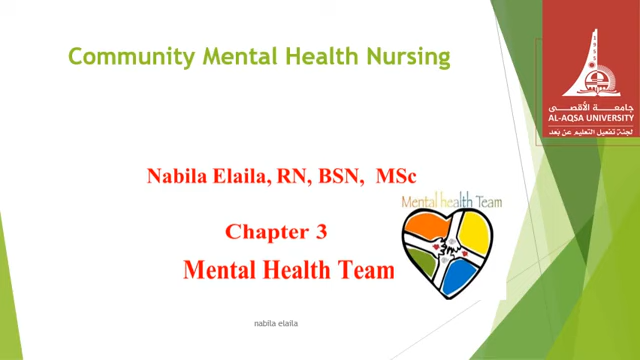 Community Mental Health Nursing
جامعة الأقصى
AL-AQSA UNIVERSITY
لجنة تفعيل التعليم عن بعد
Nabila Elaila, RN, BSN, MSc
Mental health Team
Chapter 3
Mental Health Team
nabila elaila